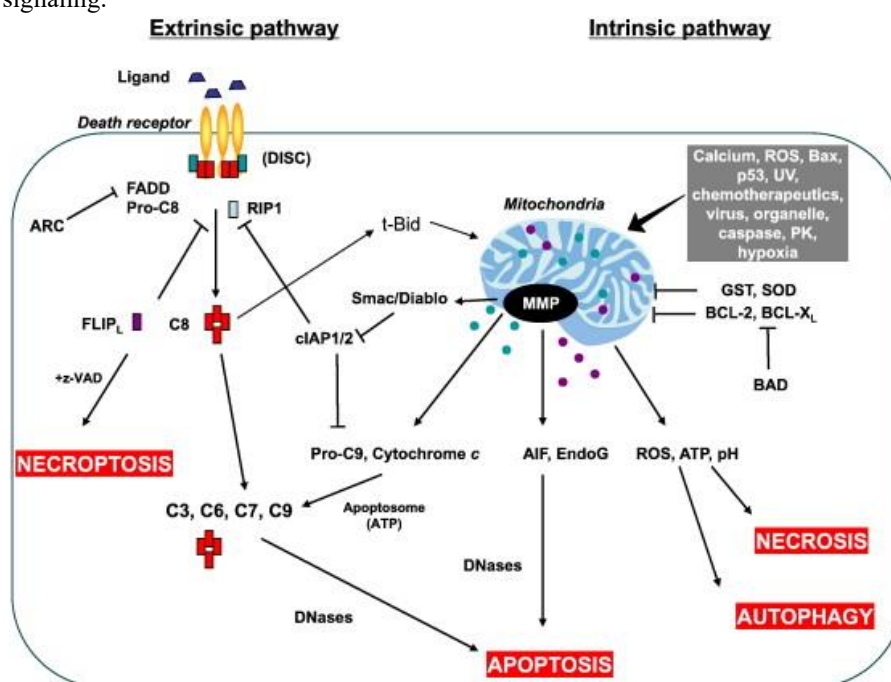 signaling.
Extrinsic pathway
Intrinsic pathway
Ligand
Death receptor
(DISC)
FADD
Pro-C8
RIP1
ARC
t-Bid
Mitochondria
Calcium, ROS, Bax,
p53, UV,
chemotherapeutics,
virus, organelle,
caspase, PK,
hypoxia
Smac/Diablo
MMP
GST, SOD
BCL-2, BCL-XL
FLIPL
C8
cIAP1/2
BAD
+z-VAD
NECROPTOSIS
Pro-C9, Cytochrome c
AIF, EndoG
ROS, ATP, pH
C3, C6, C7, C9
Apoptosome
(ATP)
NECROSIS
DNases
DNases
AUTOPHAGY
APOPTOSIS